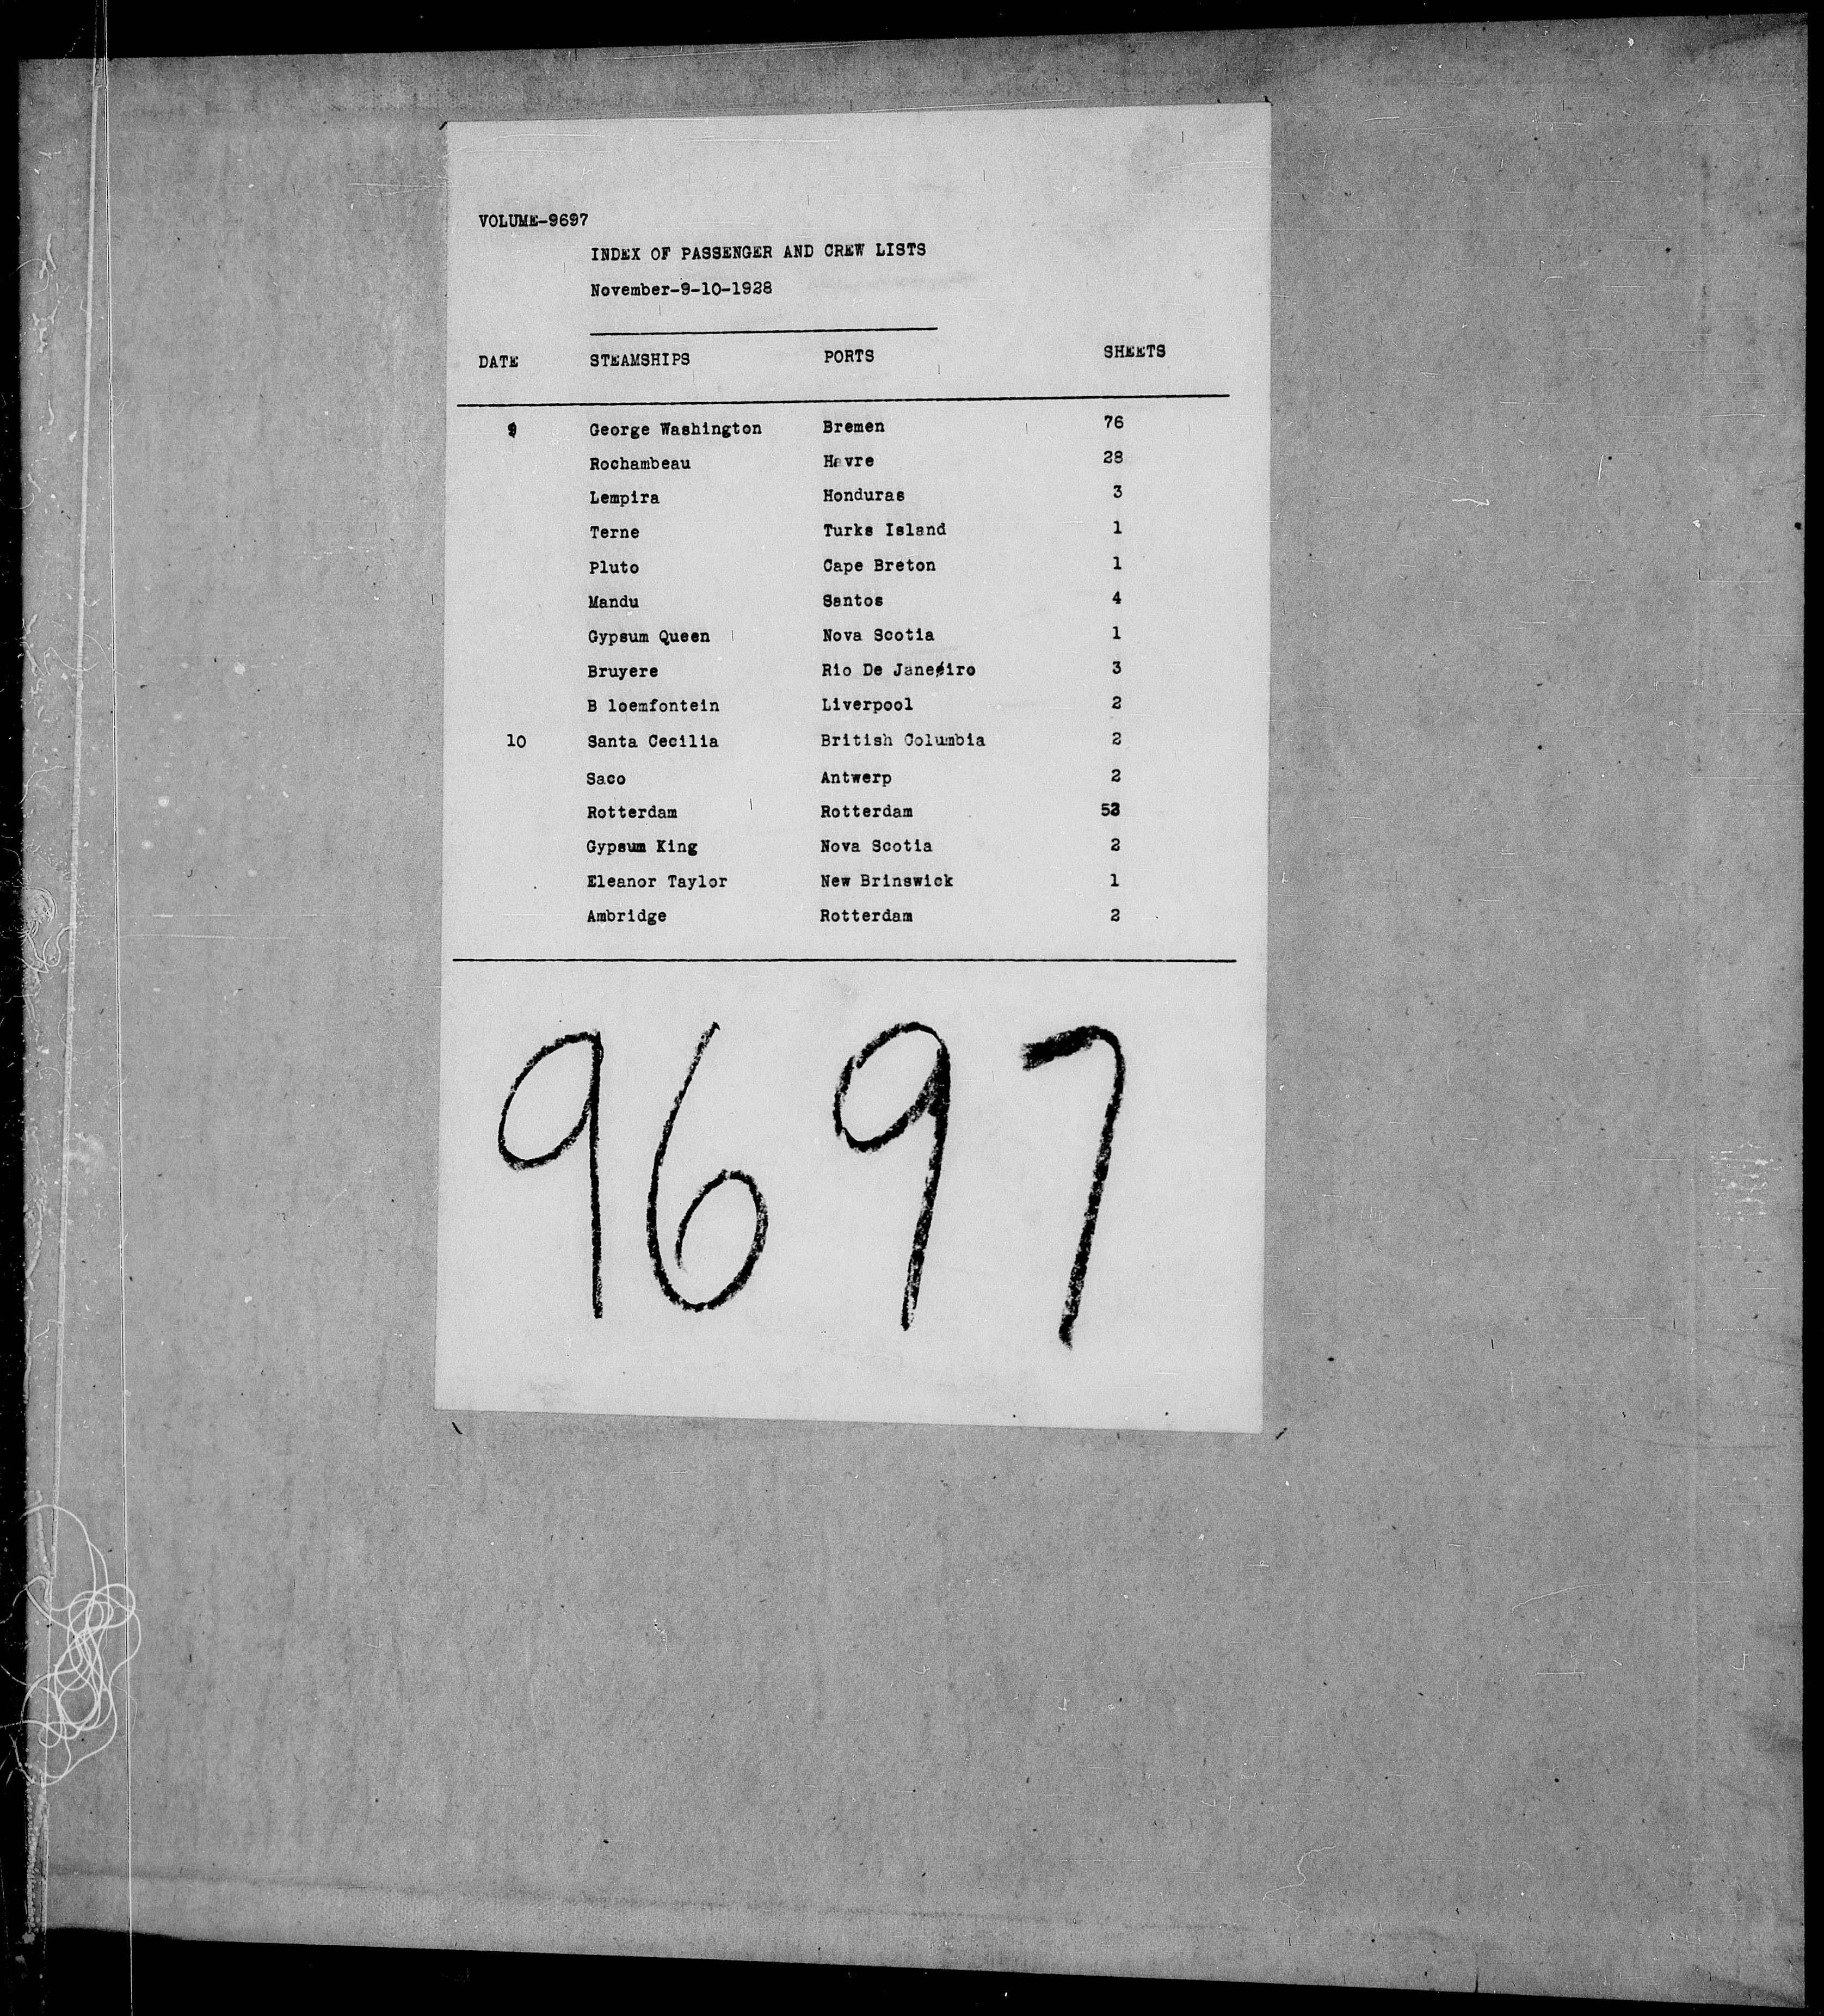 VOLUME-9697
INDEX OF PASSENGER AND CREW LISTS
November-9-10-1928
DATE STEAMSHIPS PORTS SHEETS
9 George Washington Bremen 76
Rochambeau Havre 28
Lempira Honduras 3
Terne Turks Island 1
Pluto Cape Breton 1
Mandu Santos 4
Gypsum Queen Nova Scotia 1
Bruyere Rio De Janeeiro 3
B loemfontein Liverpool 2
10 Santa Cecilia British Columbia 2
Saco Antwerp 2
Rotterdam Rotterdam
Gypsum King Nova Scotia 2
Eleanor Taylor New Brinswick 1
Ambridge Rotterdam 2
9697